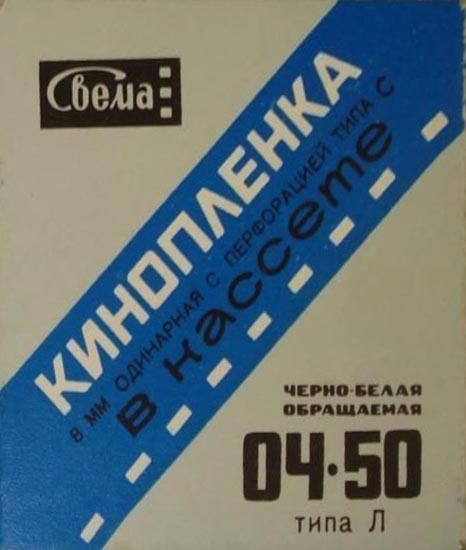 Свема
КИНОПЛЕНКА
8 ММ ОДИНАРНАЯ С ПЕРФОРАЦИЕЙ ТИПА С
в кассете
ЧЕРНО-БЕЛАЯ
ОБРАЩАЕМАЯ
ОЧ·50
типа Л